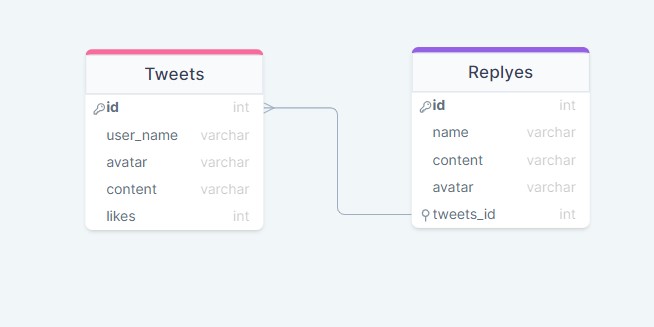 Tweets
id int
user_name varchar
avatar varchar
content varchar
likes int
Replyes
id int
name varchar
content varchar
avatar varchar
tweets_id int